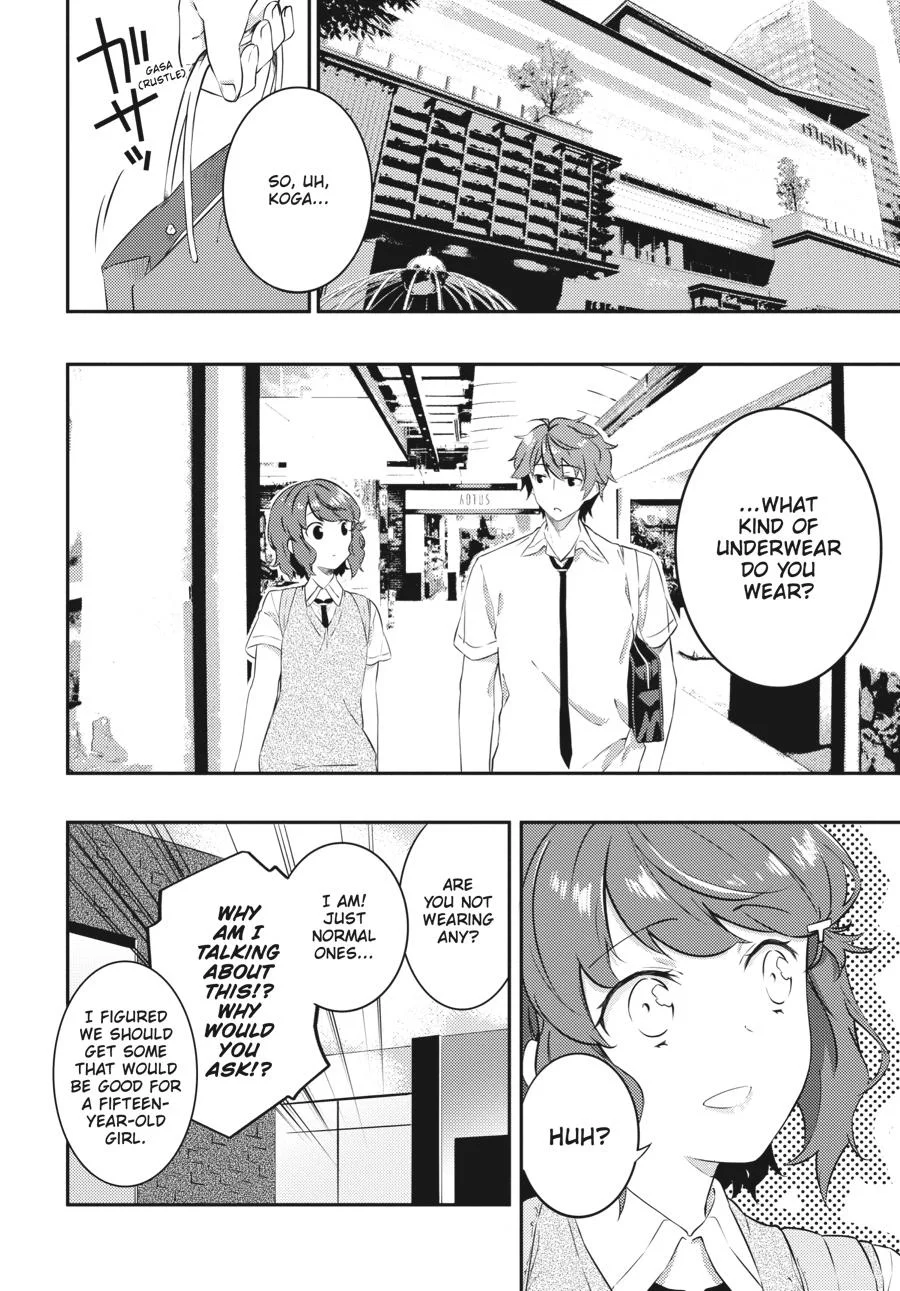 SO, UH,
KOGA...
ガサッ
GASA
(RUSTLE)
AOTUS
...WHAT
KIND OF
UNDERWEAR
DO YOU
WEAR?
HUH?
ARE
YOU NOT
WEARING
ANY?
I AM!
JUST
NORMAL
ONES...
WHY
AM I
TALKING
ABOUT
THIS!?
WHY
WOULD
YOU
ASK!?
I FIGURED
WE SHOULD
GET SOME
THAT WOULD
BE GOOD FOR
A FIFTEEN-
YEAR-OLD
GIRL.